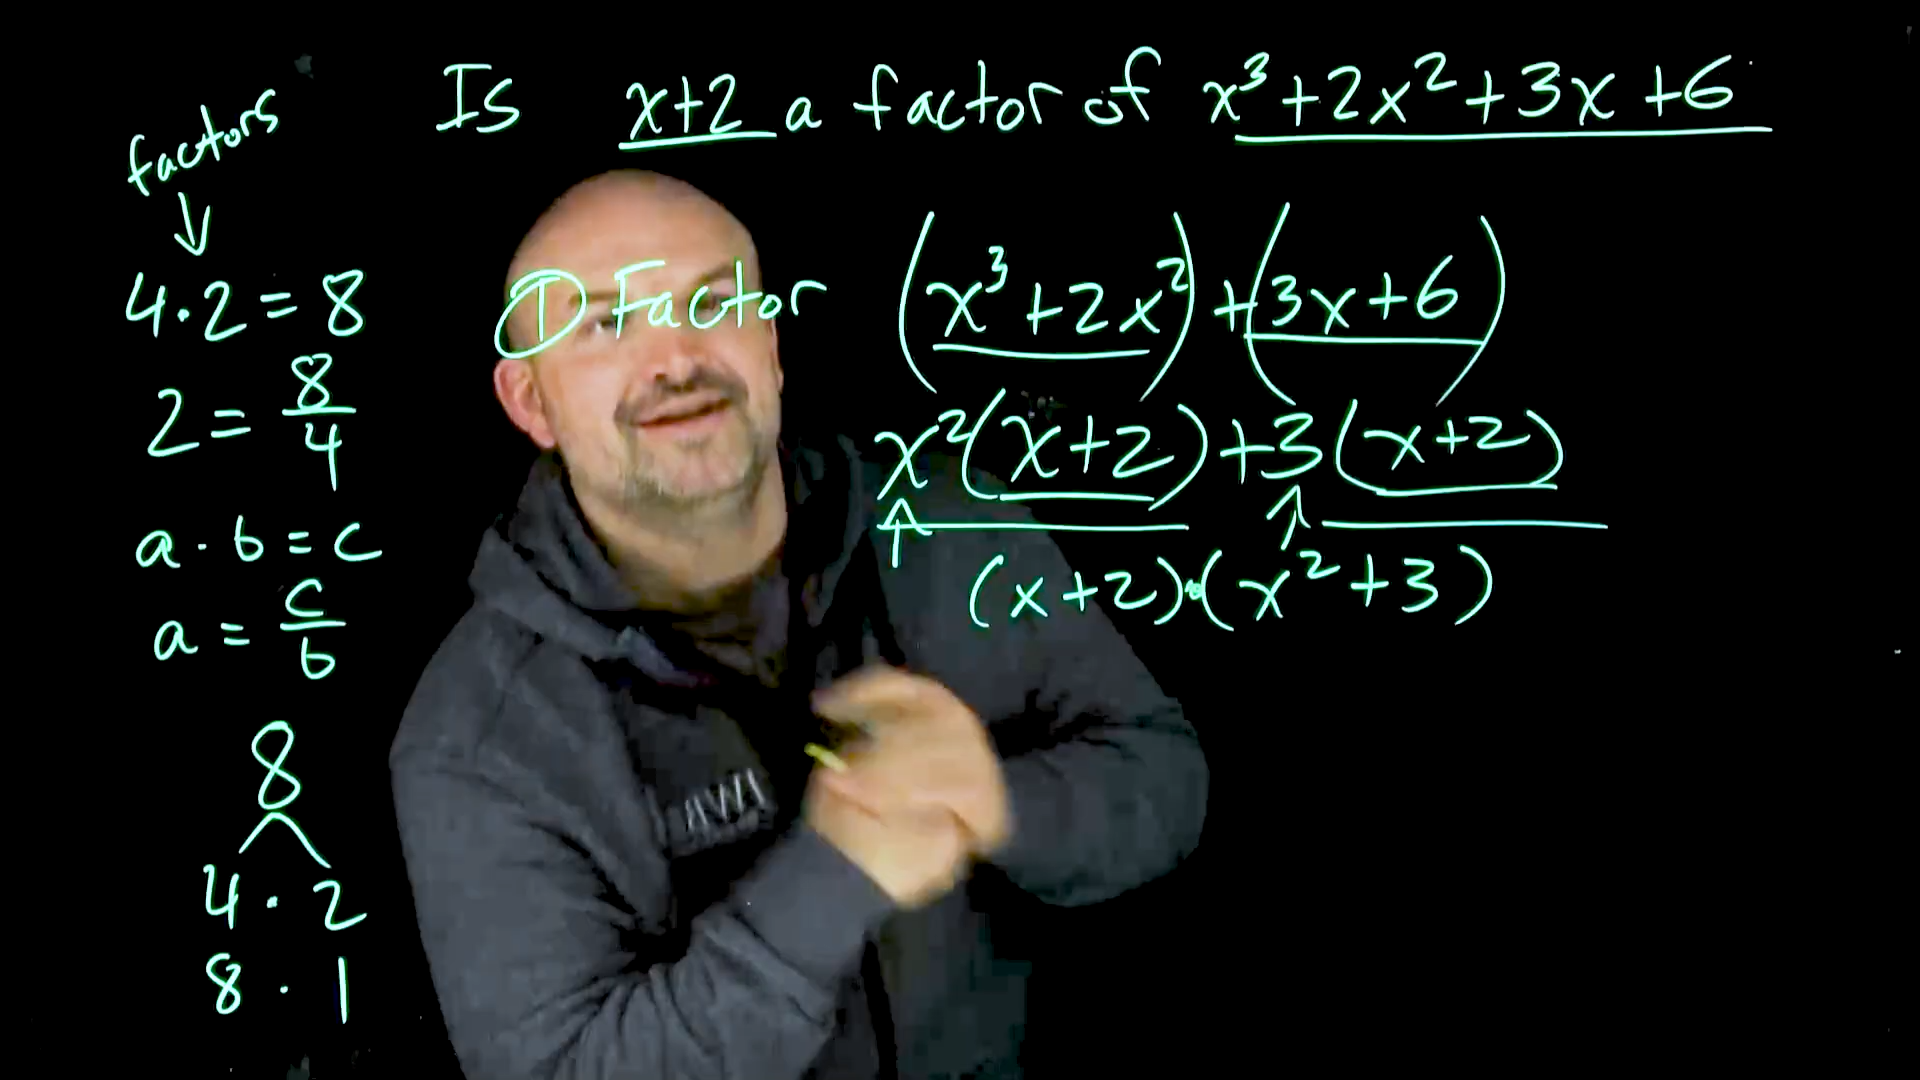 Is x+2 a factor of x³+2x²+3x+6
factors
↓
4·2=8
2=8/4
a·b=c
a=c/b
8
4·2
8·1
① Factor (x³+2x²)+(3x+6)
x²(x+2)+3(x+2)
(x+2)·(x²+3)